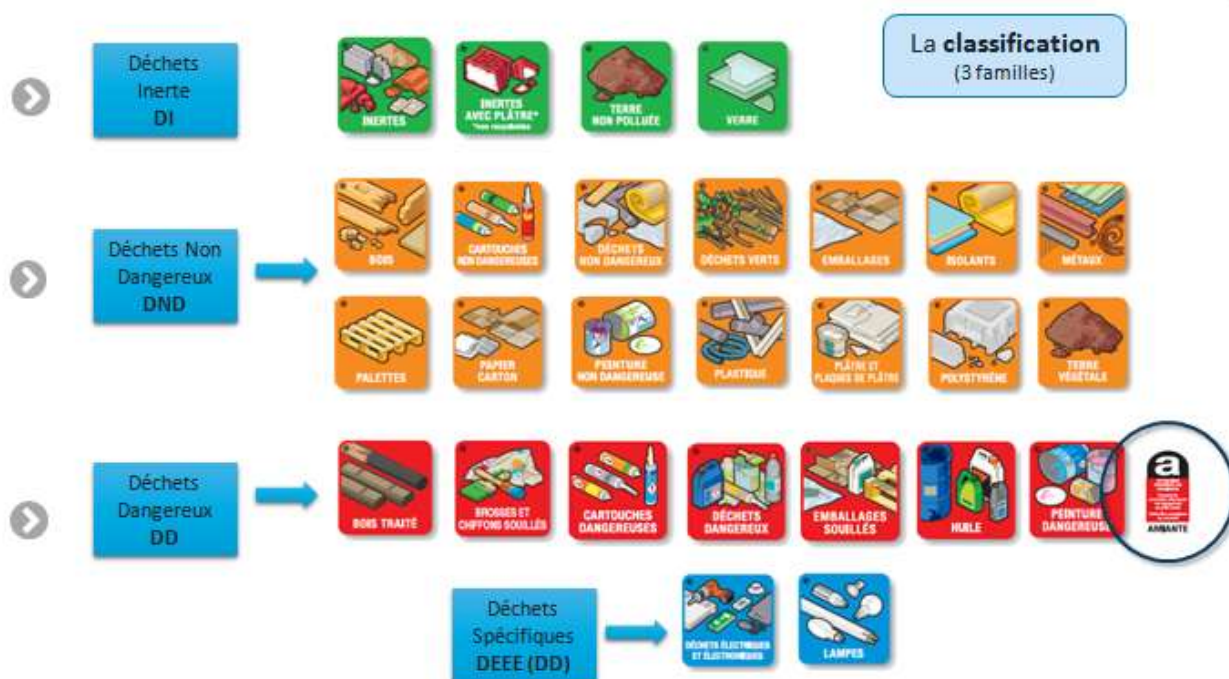 La classification
(3 familles)
Déchets
Inerte
DI
INERTES
INERTES
AVEC PLÂTRE*
*non recyclables
TERRE
NON POLLUÉE
VERRE
Déchets Non
Dangereux
DND
BOIS
CARTOUCHES
NON DANGEREUSES
DÉCHETS
NON DANGEREUX
DÉCHETS VERTS
EMBALLAGES
ISOLANTS
MÉTAUX
PALETTES
PAPIER
CARTON
PEINTURE
NON DANGEREUSE
PLASTIQUE
PLÂTRE ET
PLAQUES DE PLÂTRE
POLYSTYRÈNE
TERRE
VÉGÉTALE
Déchets
Dangereux
DD
BOIS TRAITÉ
BROSSES ET
CHIFFONS SOUILLÉS
CARTOUCHES
DANGEREUSES
DÉCHETS
DANGEREUX
EMBALLAGES
SOUILLÉS
HUILE
PEINTURE
DANGEREUSE
a
AMIANTE
Déchets
Spécifiques
DEEE (DD)
DÉCHETS ÉLECTRIQUES
ET ÉLECTRONIQUES
LAMPES